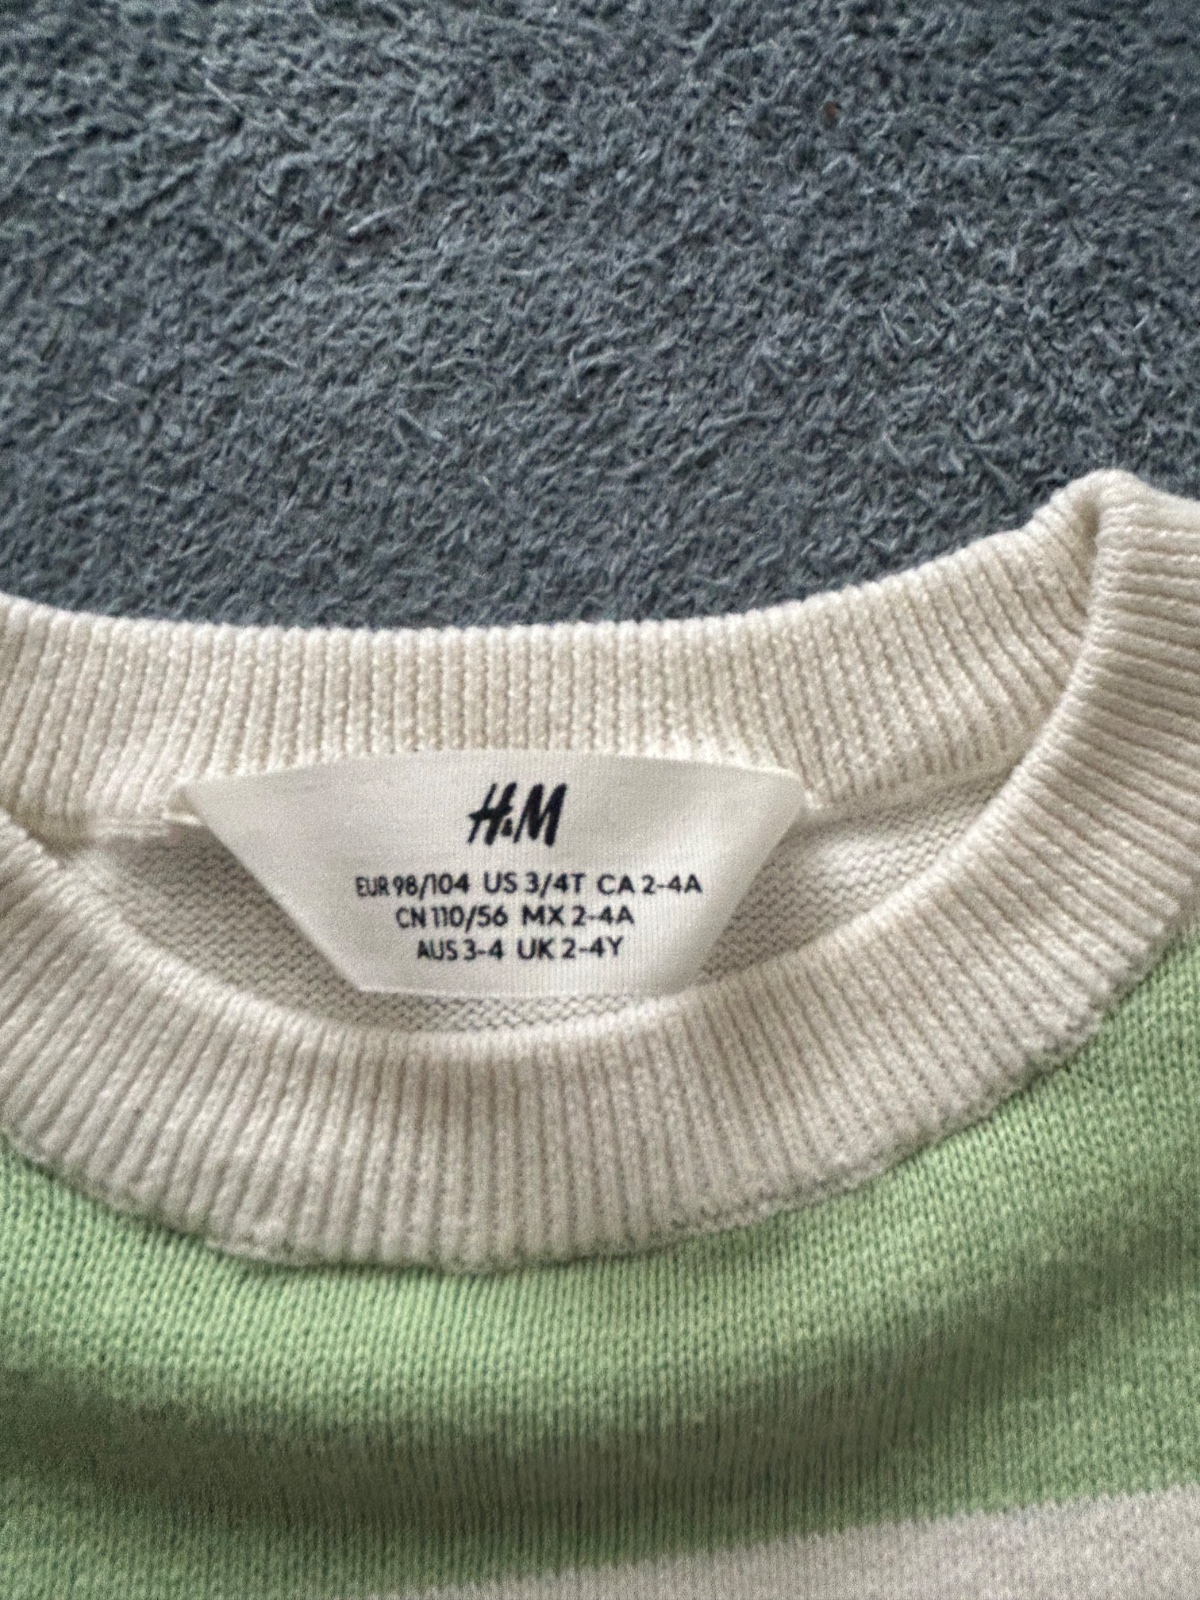 H&M
EUR 98/104 US 3/4T CA 2-4A
CN 110/56 MX 2-4A
AUS 3-4 UK 2-4Y